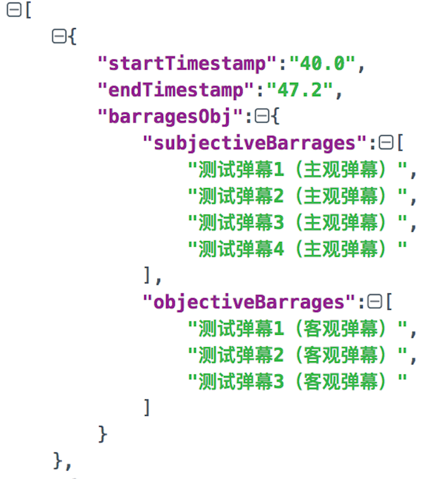 [
{
"startTimestamp":"40.0",
"endTimestamp":"47.2",
"barragesObj":{
"subjectiveBarrages":[
"测试弹幕1（主观弹幕）",
"测试弹幕2（主观弹幕）",
"测试弹幕3（主观弹幕）",
"测试弹幕4（主观弹幕）"
],
"objectiveBarrages":[
"测试弹幕1（客观弹幕）",
"测试弹幕2（客观弹幕）",
"测试弹幕3（客观弹幕）"
]
}
},